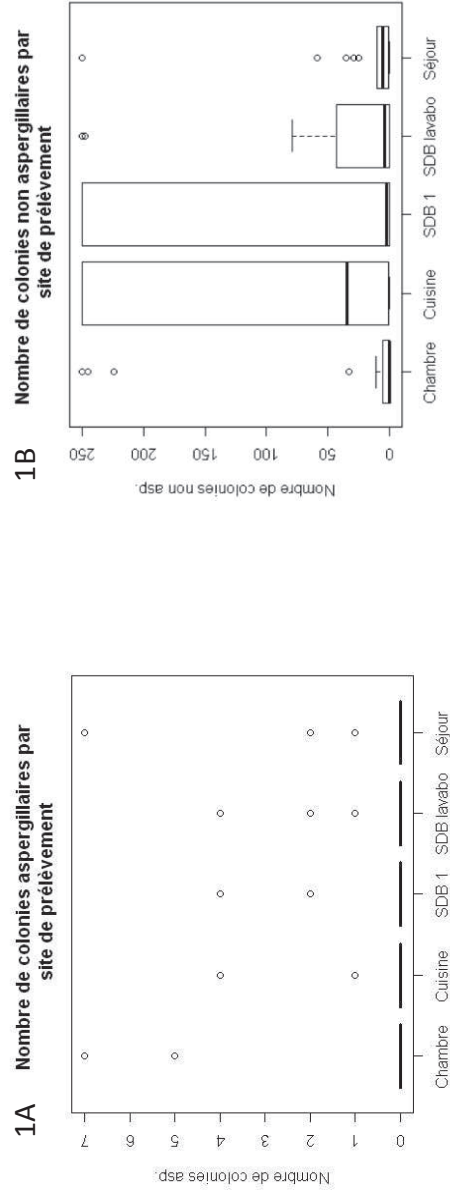 1A
Nombre de colonies aspergillaires par
site de prélèvement
Nombre de colonies asp.
7
6
5
4
3
2
1
0
Chambre
Cuisine
SDB 1
SDB lavabo
Séjour
1B
Nombre de colonies non aspergillaires par
site de prélèvement
Nombre de colonies non asp.
250
200
150
100
50
0
Chambre
Cuisine
SDB 1
SDB lavabo
Séjour